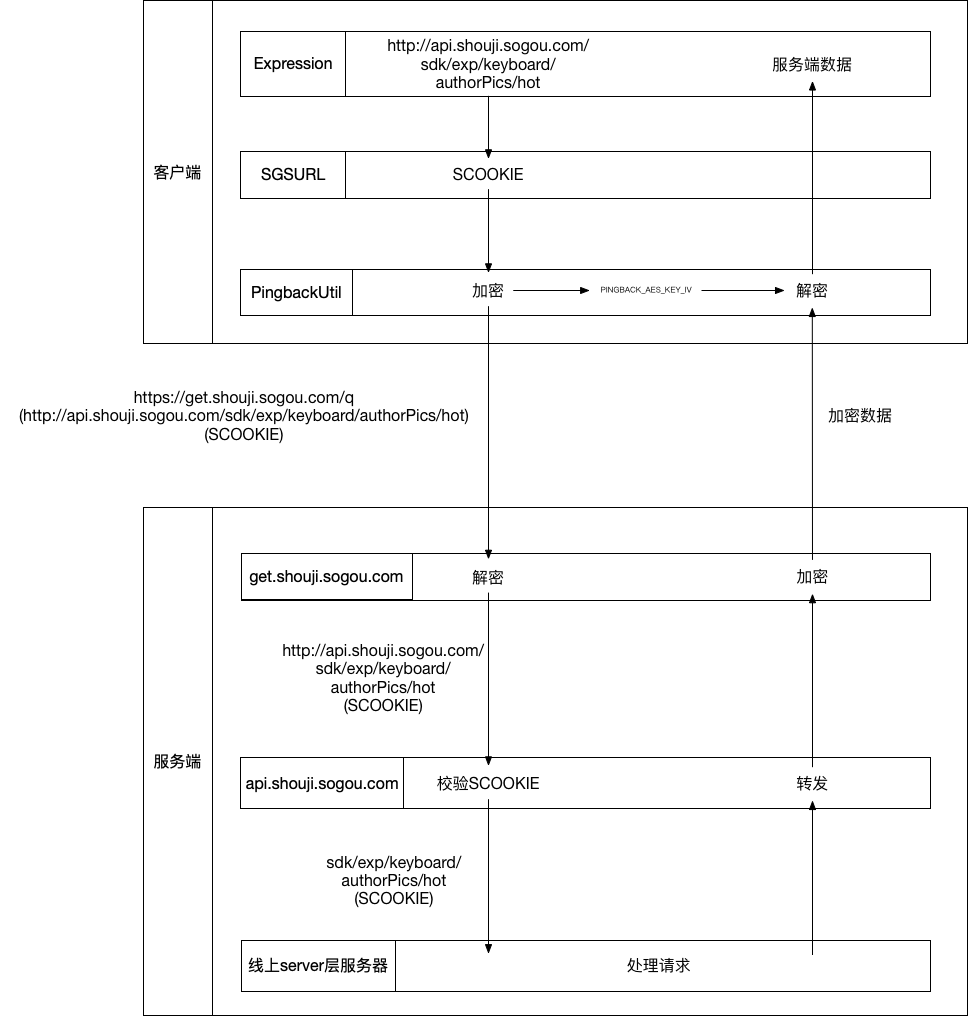 客户端
Expression
http://api.shouji.sogou.com/
sdk/exp/keyboard/
authorPics/hot
服务端数据
SGSURL
SCOOKIE
PingbackUtil
加密
PINGBACK_AES_KEY_IV
解密
https://get.shouji.sogou.com/q
(http://api.shouji.sogou.com/sdk/exp/keyboard/authorPics/hot)
(SCOOKIE)
加密数据
服务端
get.shouji.sogou.com
解密
加密
http://api.shouji.sogou.com/
sdk/exp/keyboard/
authorPics/hot
(SCOOKIE)
api.shouji.sogou.com
校验SCOOKIE
转发
sdk/exp/keyboard/
authorPics/hot
(SCOOKIE)
线上server层服务器
处理请求